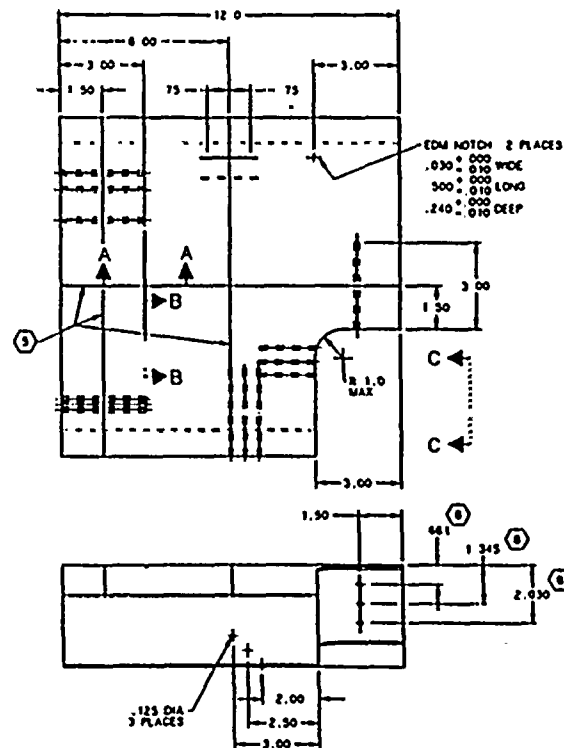 12.0
6.00
3.00
3.00
1.50
75
75
EDM NOTCH 2 PLACES
.030 + .000 - .010 WIDE
.500 + .000 - .010 LONG
.240 + .000 - .010 DEEP
A
A
3.00
B
1.50
5
B
C
R 1.0
MAX
C
3.00
1.50
6
.661
6
1.345
6
2.030
.125 DIA
3 PLACES
2.00
2.50
3.00